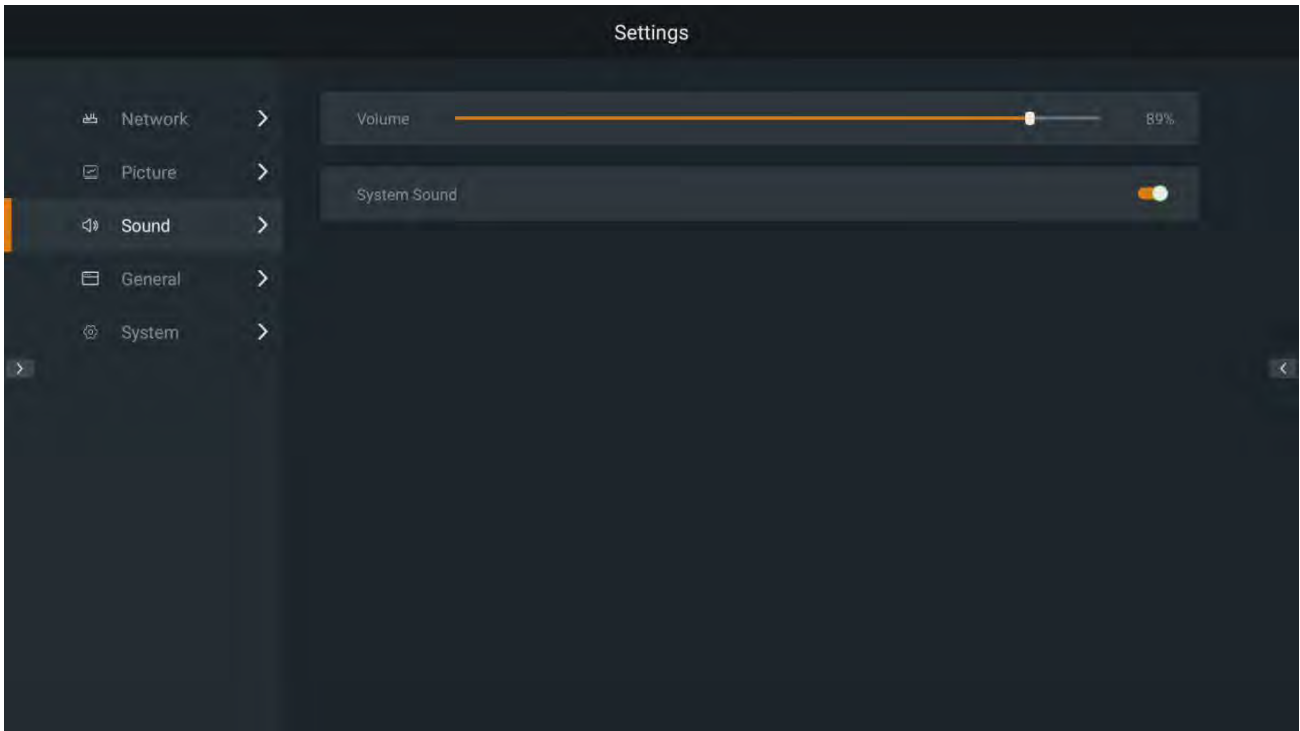 Settings
Network
Picture
Sound
General
System
Volume 89%
System Sound